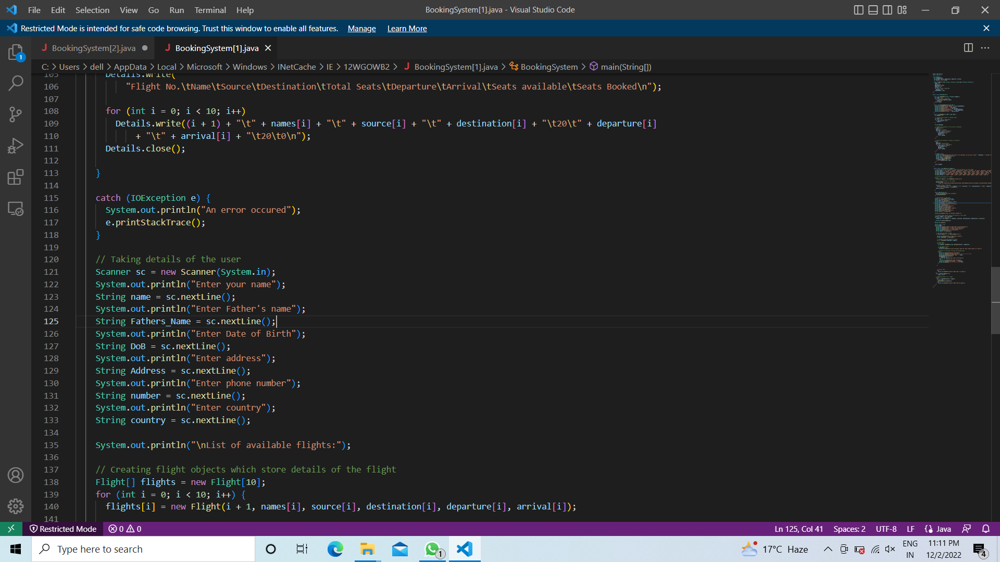 File Edit Selection View Go Run Terminal Help BookingSystem[1].java - Visual Studio Code
Restricted Mode is intended for safe code browsing. Trust this window to enable all features. Manage Learn More
1
J BookingSystem[2].java J BookingSystem[1].java
C: > Users > dell > AppData > Local > Microsoft > Windows > INetCache > IE > 12WGOWB2 > J BookingSystem[1].java > BookingSystem > main(String[])
105 Details.write(
106 "Flight No.\tName\tSource\tDestination\tTotal Seats\tDeparture\tArrival\tSeats available\tSeats Booked\n");
107
108 for (int i = 0; i < 10; i++)
109 Details.write((i + 1) + "\t" + names[i] + "\t" + source[i] + "\t" + destination[i] + "\t20\t" + departure[i]
110 + "\t" + arrival[i] + "\t20\t0\n");
111 Details.close();
112
113 }
114
115 catch (IOException e) {
116 System.out.println("An error occured");
117 e.printStackTrace();
118 }
119
120 // Taking details of the user
121 Scanner sc = new Scanner(System.in);
122 System.out.println("Enter your name");
123 String name = sc.nextLine();
124 System.out.println("Enter Father's name");
125 String Fathers_Name = sc.nextLine();
126 System.out.println("Enter Date of Birth");
127 String DoB = sc.nextLine();
128 System.out.println("Enter address");
129 String Address = sc.nextLine();
130 System.out.println("Enter phone number");
131 String number = sc.nextLine();
132 System.out.println("Enter country");
133 String country = sc.nextLine();
134
135 System.out.println("\nList of available flights:");
136
137 // Creating flight objects which store details of the flight
138 Flight[] flights = new Flight[10];
139 for (int i = 0; i < 10; i++) {
140 flights[i] = new Flight(i + 1, names[i], source[i], destination[i], departure[i], arrival[i]);
141
Restricted Mode 0 0 Ln 125, Col 41 Spaces: 2 UTF-8 LF Java
Type here to search 1 17°C Haze ENG IN 11:11 PM 12/2/2022 4